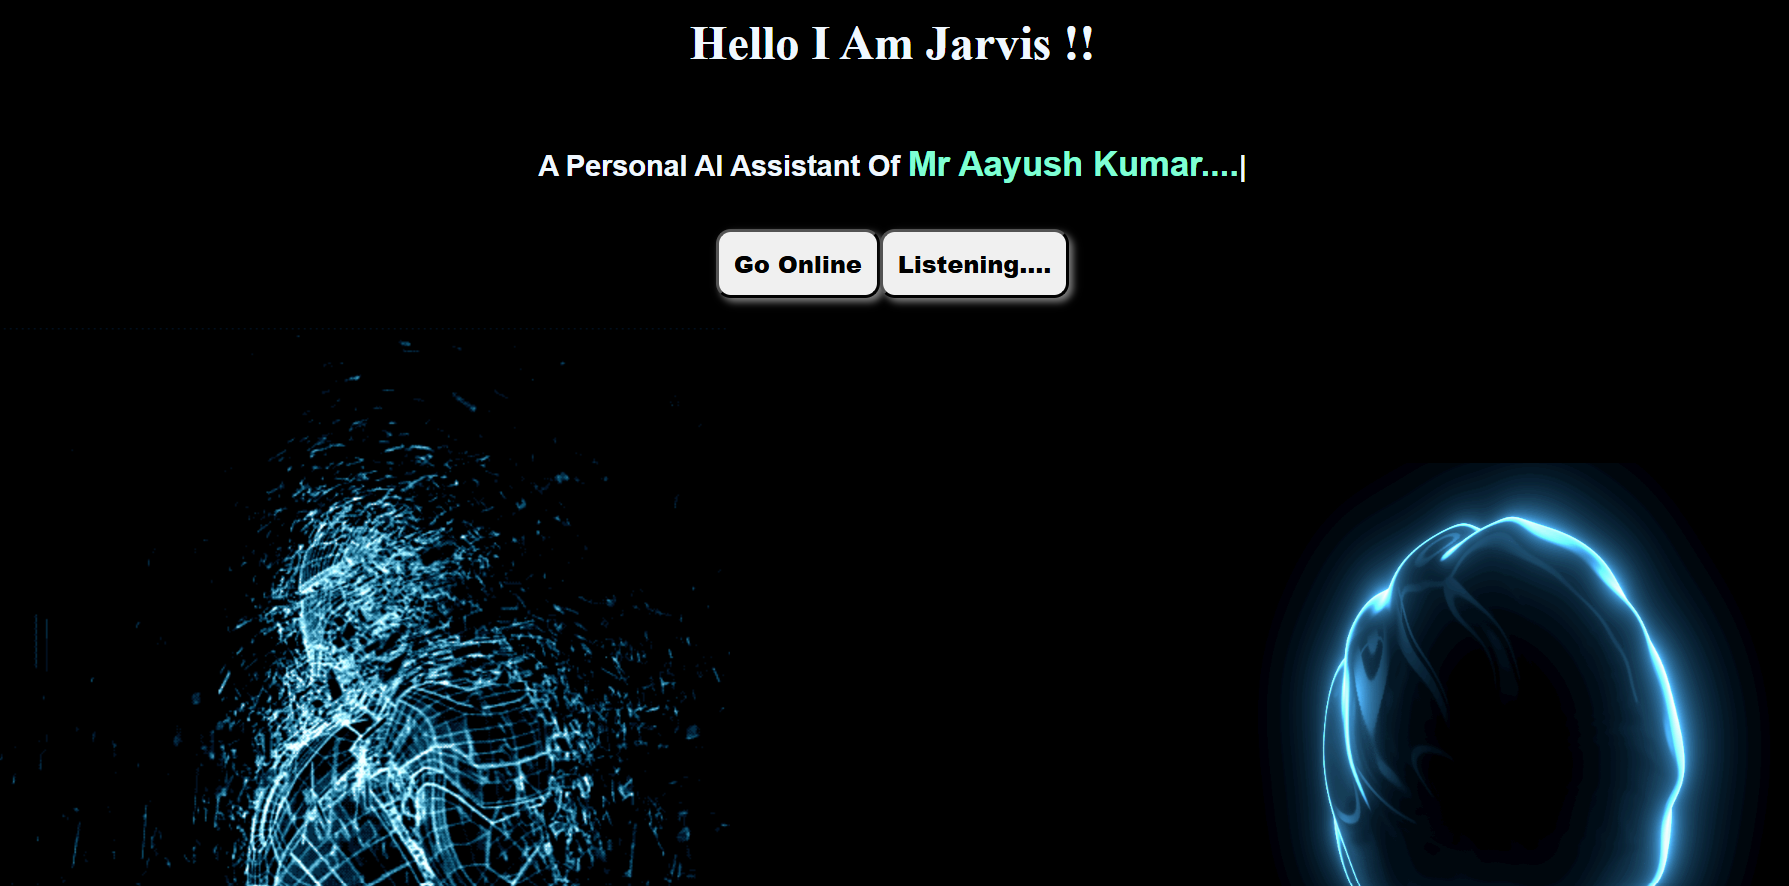 Hello I Am Jarvis !!
A Personal AI Assistant Of Mr Aayush Kumar....|
Go Online Listening....